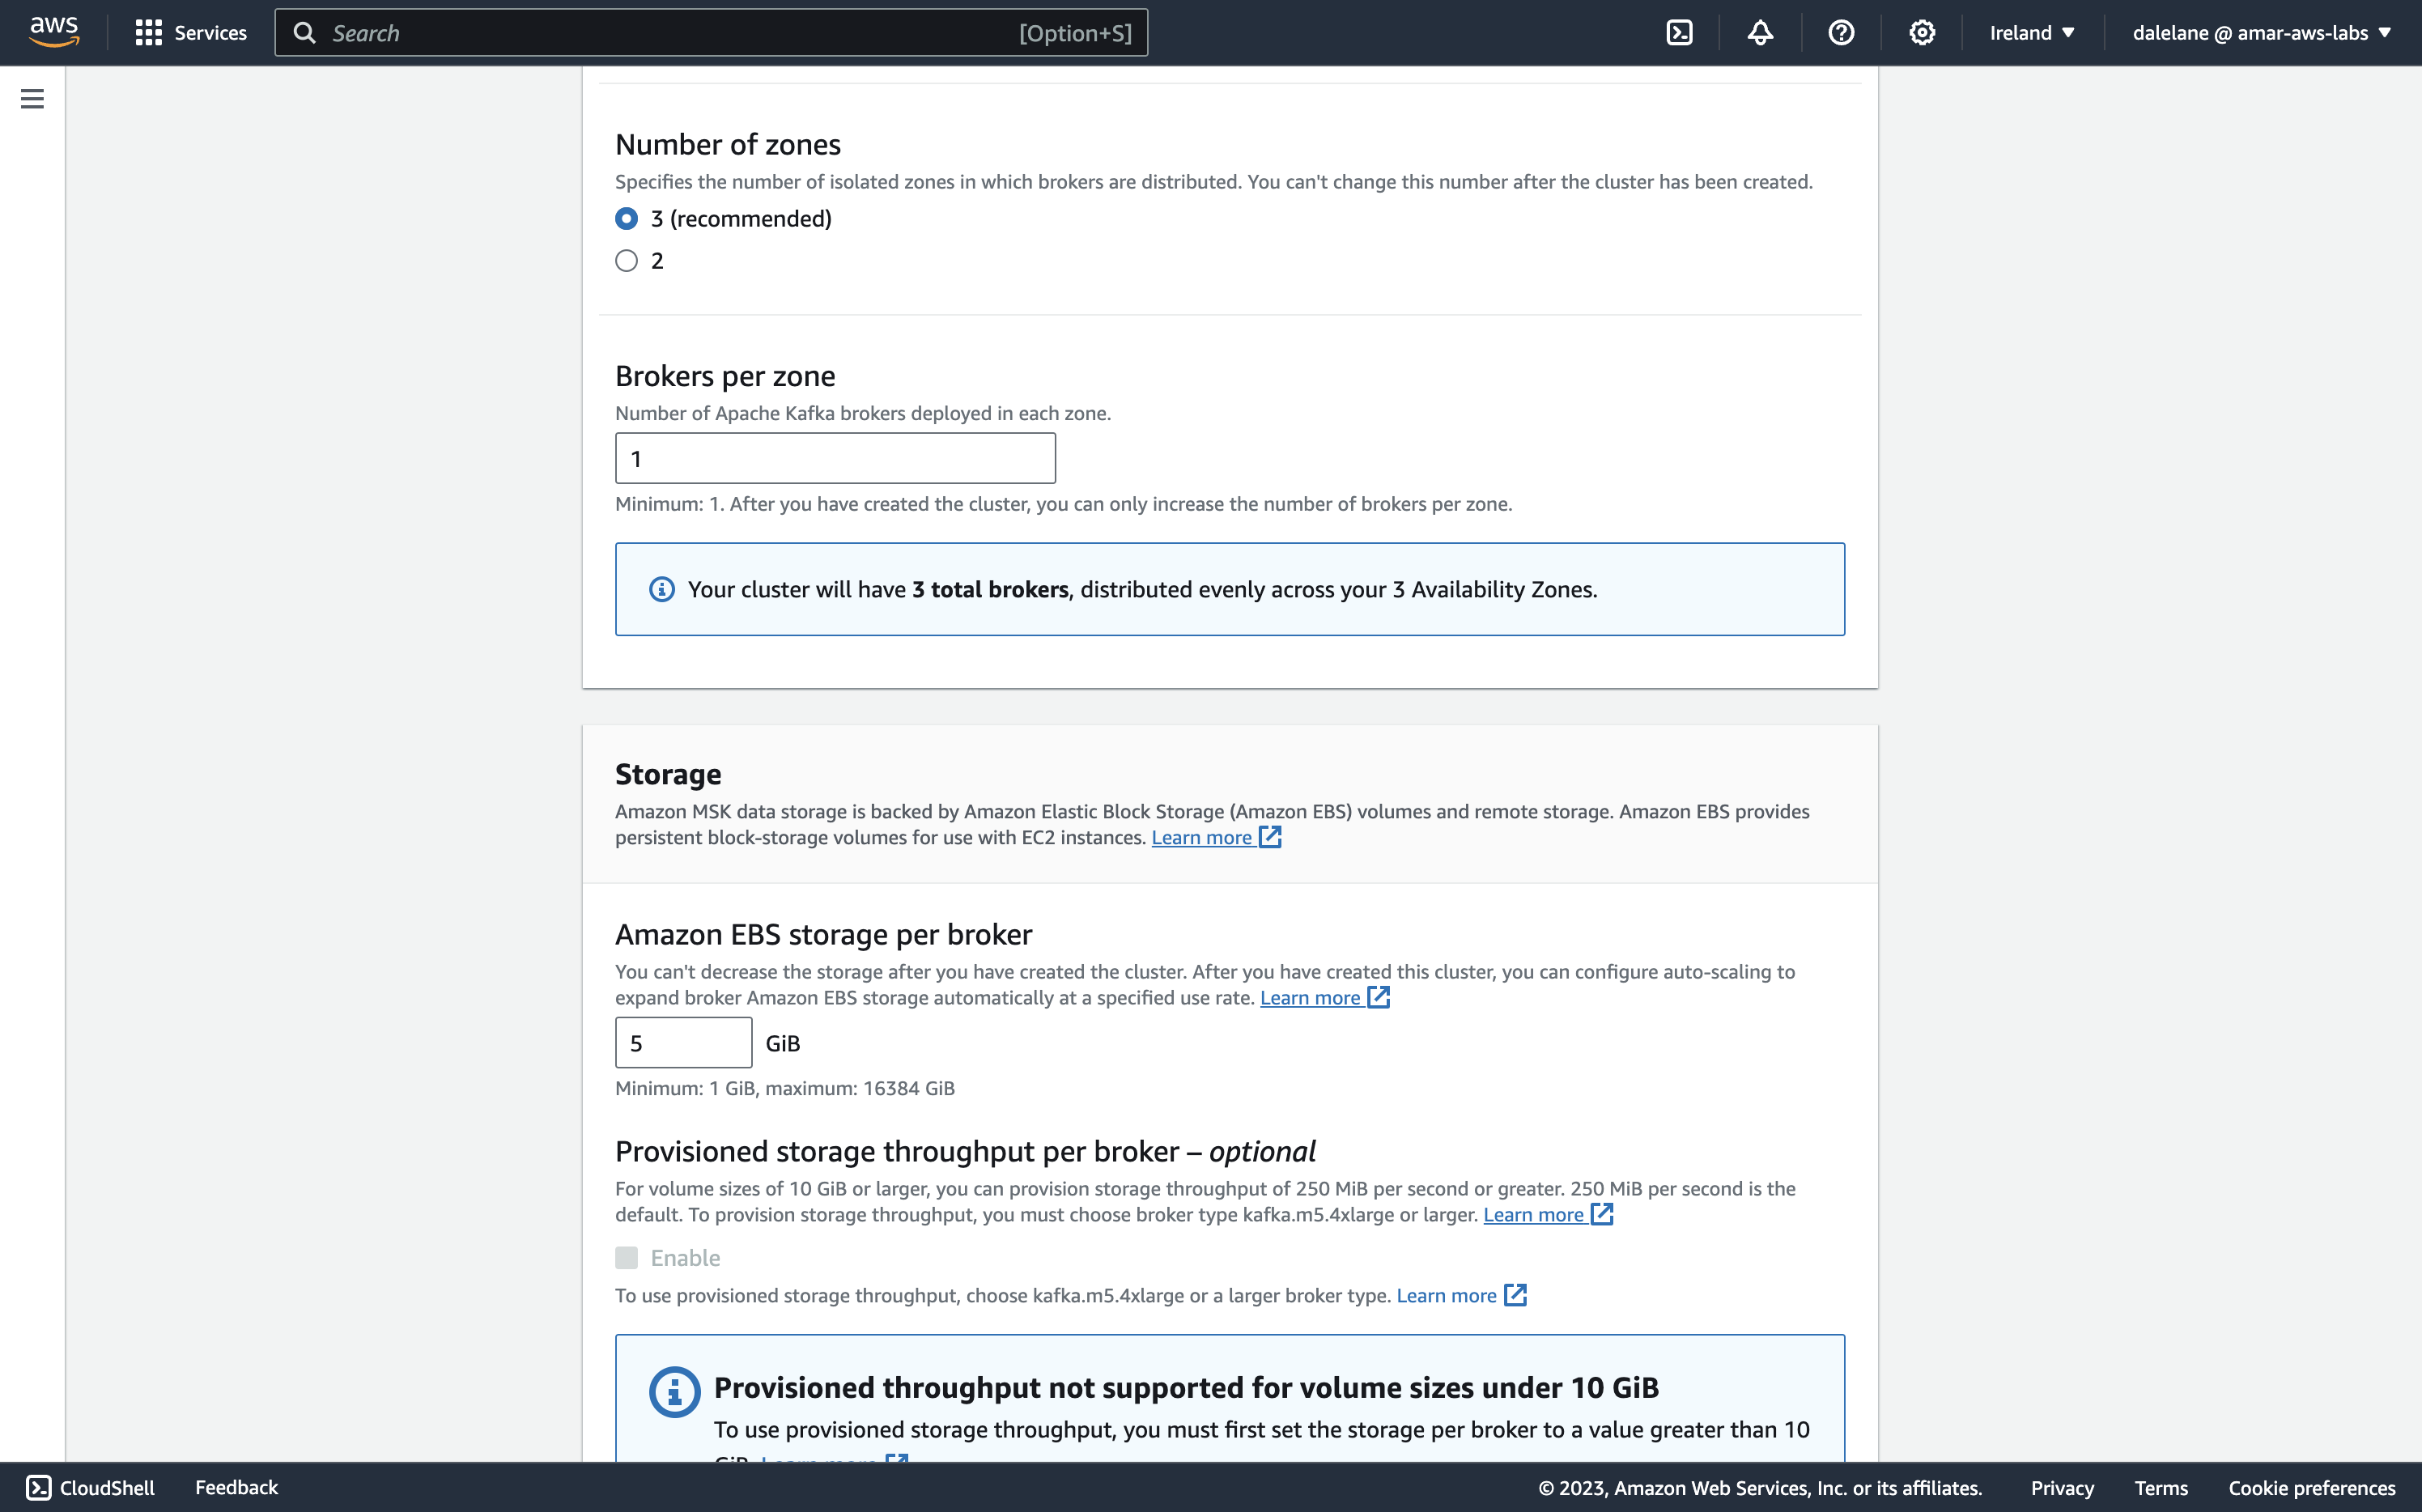 aws
Services
Search
[Option+S]
Ireland
dalelane @ amar-aws-labs
Number of zones
Specifies the number of isolated zones in which brokers are distributed. You can't change this number after the cluster has been created.
3 (recommended)
2
Brokers per zone
Number of Apache Kafka brokers deployed in each zone.
1
Minimum: 1. After you have created the cluster, you can only increase the number of brokers per zone.
Your cluster will have 3 total brokers, distributed evenly across your 3 Availability Zones.
Storage
Amazon MSK data storage is backed by Amazon Elastic Block Storage (Amazon EBS) volumes and remote storage. Amazon EBS provides
persistent block-storage volumes for use with EC2 instances. Learn more
Amazon EBS storage per broker
You can't decrease the storage after you have created the cluster. After you have created this cluster, you can configure auto-scaling to
expand broker Amazon EBS storage automatically at a specified use rate. Learn more
5 GiB
Minimum: 1 GiB, maximum: 16384 GiB
Provisioned storage throughput per broker – optional
For volume sizes of 10 GiB or larger, you can provision storage throughput of 250 MiB per second or greater. 250 MiB per second is the
default. To provision storage throughput, you must choose broker type kafka.m5.4xlarge or larger. Learn more
Enable
To use provisioned storage throughput, choose kafka.m5.4xlarge or a larger broker type. Learn more
Provisioned throughput not supported for volume sizes under 10 GiB
To use provisioned storage throughput, you must first set the storage per broker to a value greater than 10
GiB. Learn more
CloudShell
Feedback
© 2023, Amazon Web Services, Inc. or its affiliates.
Privacy
Terms
Cookie preferences